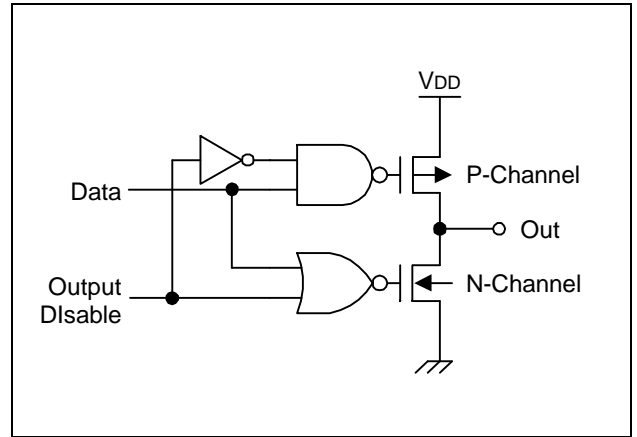 VDD
P-Channel
Data
Out
Output
DIsable
N-Channel